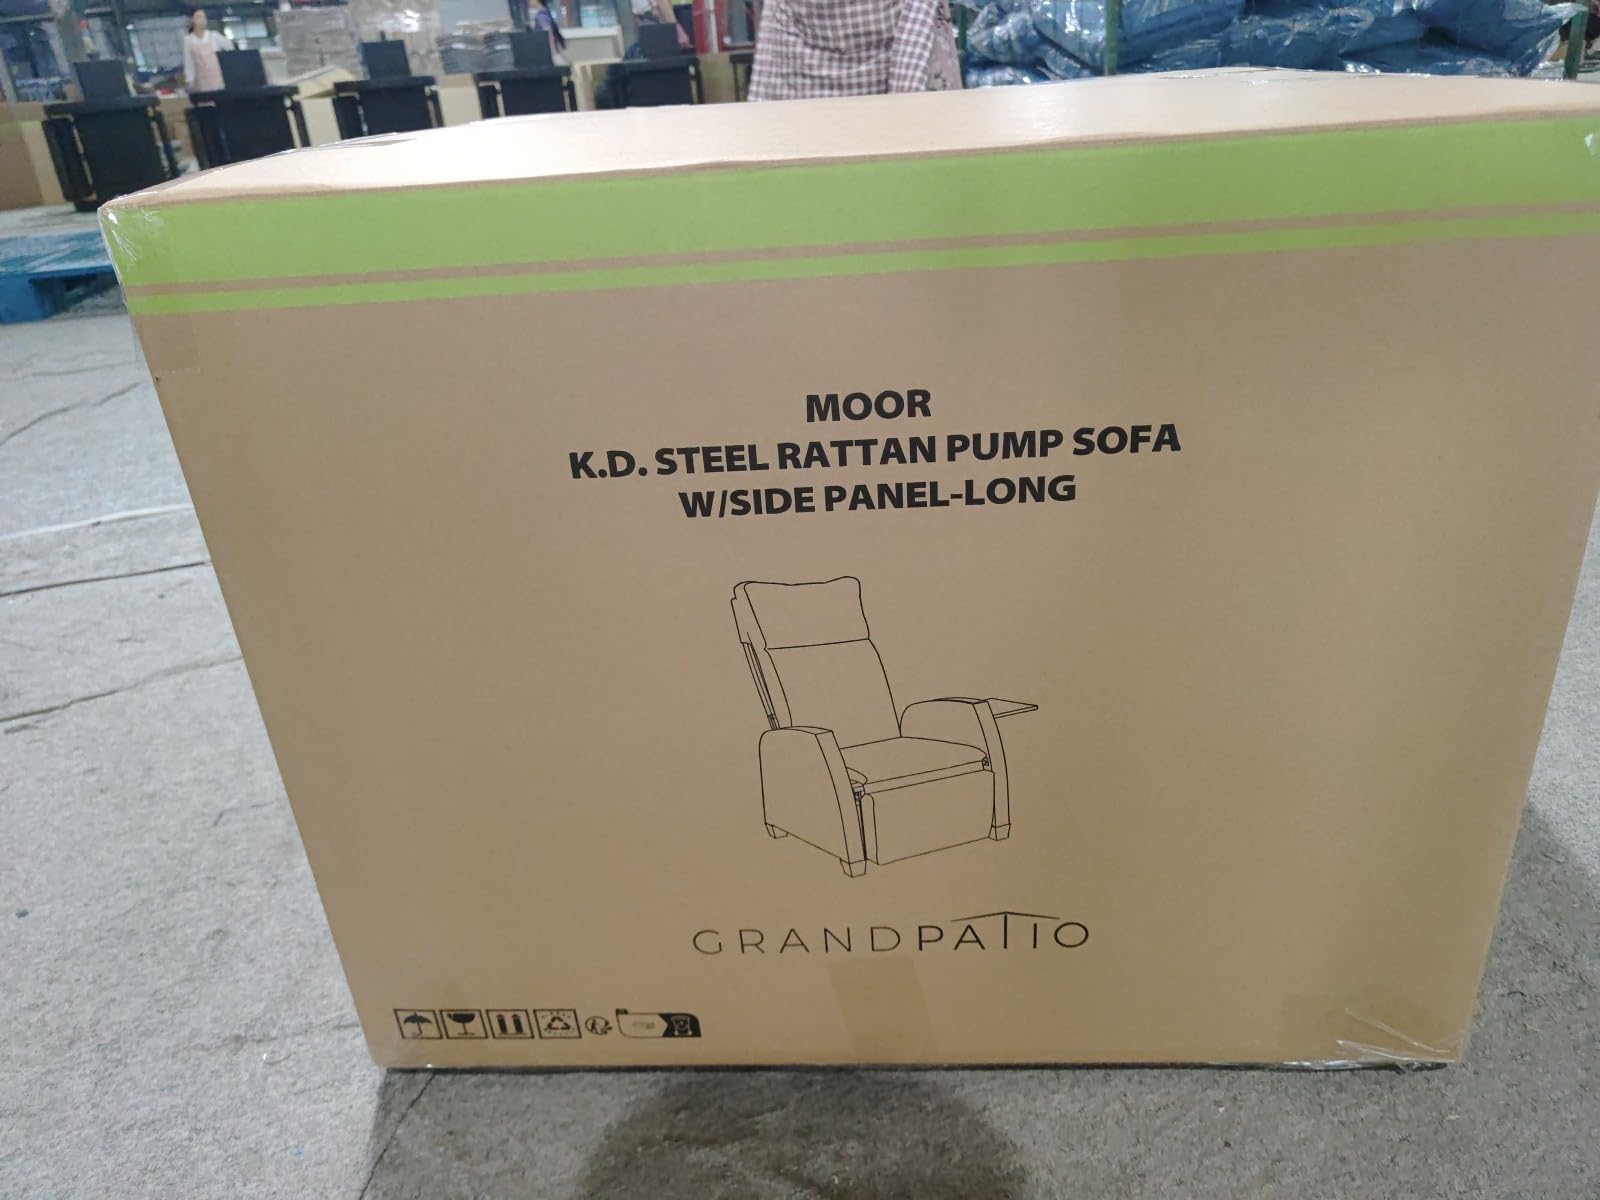 MOOR
K.D. STEEL RATTAN PUMP SOFA
W/SIDE PANEL-LONG
GRANDPATIO